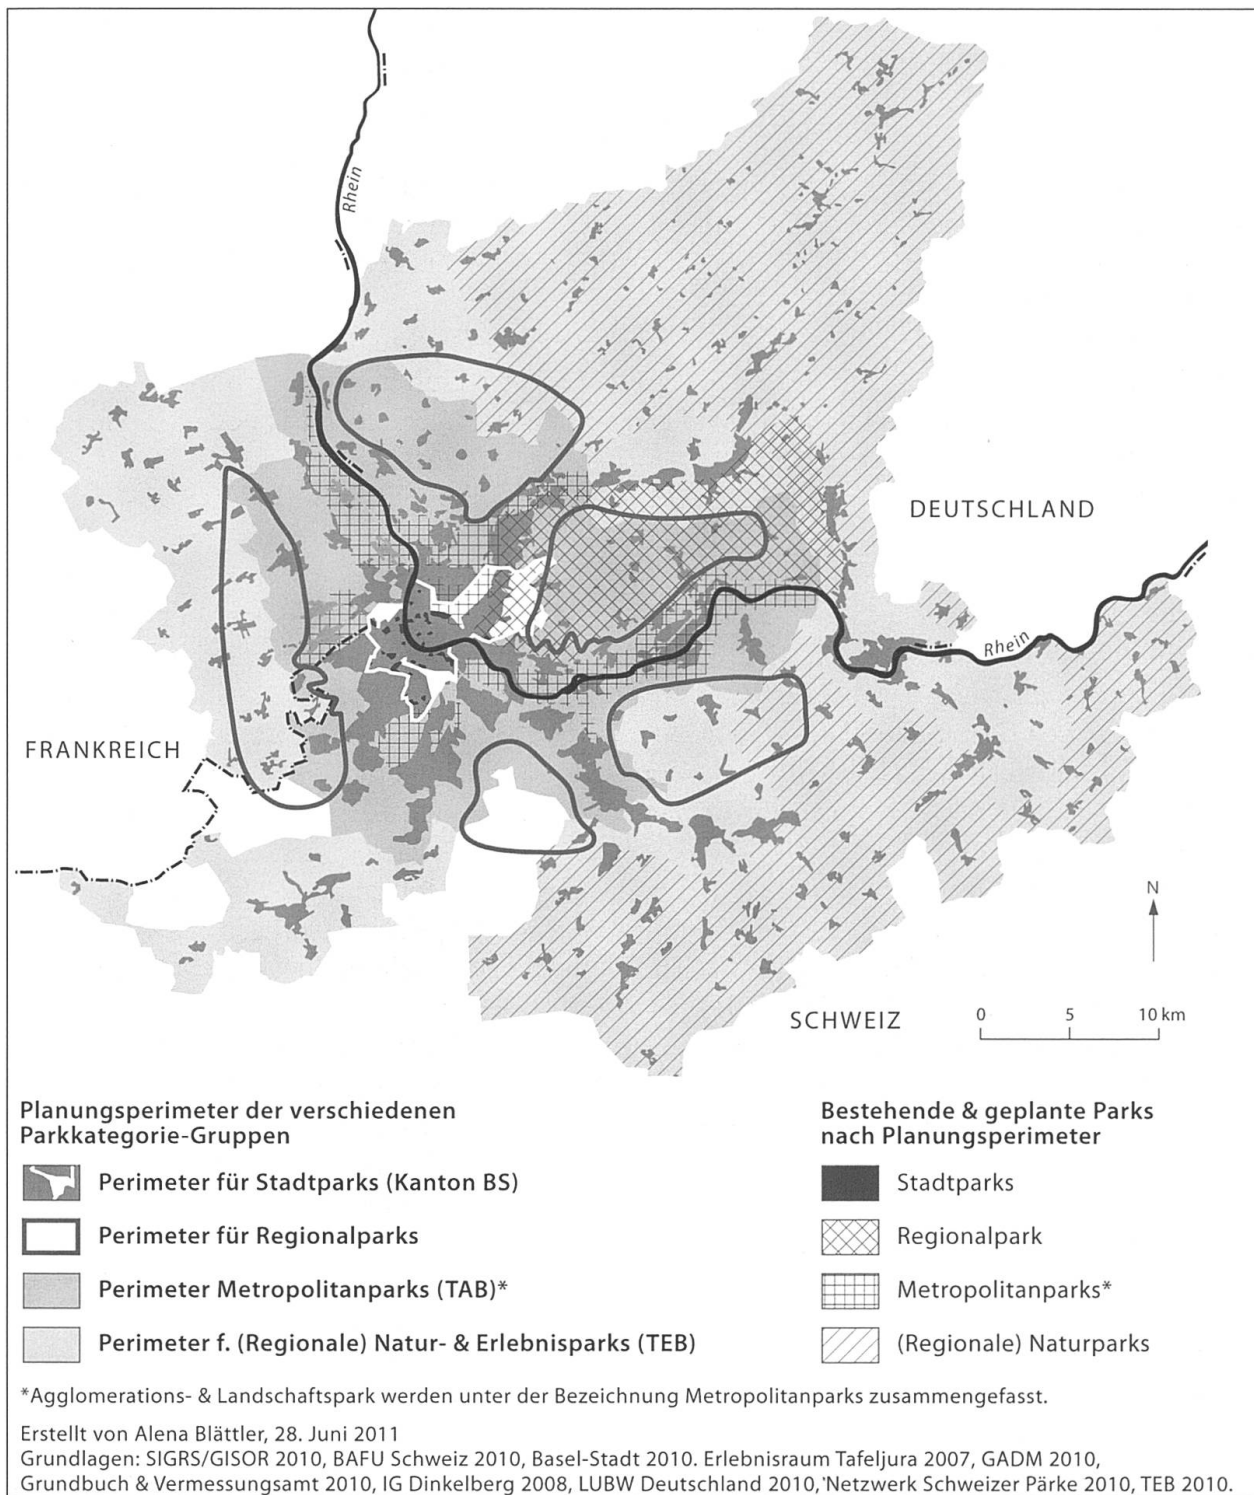 Rhein
DEUTSCHLAND
Rhein
FRANKREICH
N
SCHWEIZ
0 5 10 km
Planungsperimeter der verschiedenen
Parkkategorie-Gruppen
Perimeter für Stadtparks (Kanton BS)
Perimeter für Regionalparks
Perimeter Metropolitanparks (TAB)*
Perimeter f. (Regionale) Natur- & Erlebnisparks (TEB)
Bestehende & geplante Parks
nach Planungsperimeter
Stadtparks
Regionalpark
Metropolitanparks*
(Regionale) Naturparks
*Agglomerations- & Landschaftspark werden unter der Bezeichnung Metropolitanparks zusammengefasst.
Erstellt von Alena Blättler, 28. Juni 2011
Grundlagen: SIGRS/GISOR 2010, BAFU Schweiz 2010, Basel-Stadt 2010. Erlebnisraum Tafeljura 2007, GADM 2010,
Grundbuch & Vermessungsamt 2010, IG Dinkelberg 2008, LUBW Deutschland 2010, Netzwerk Schweizer Pärke 2010, TEB 2010.